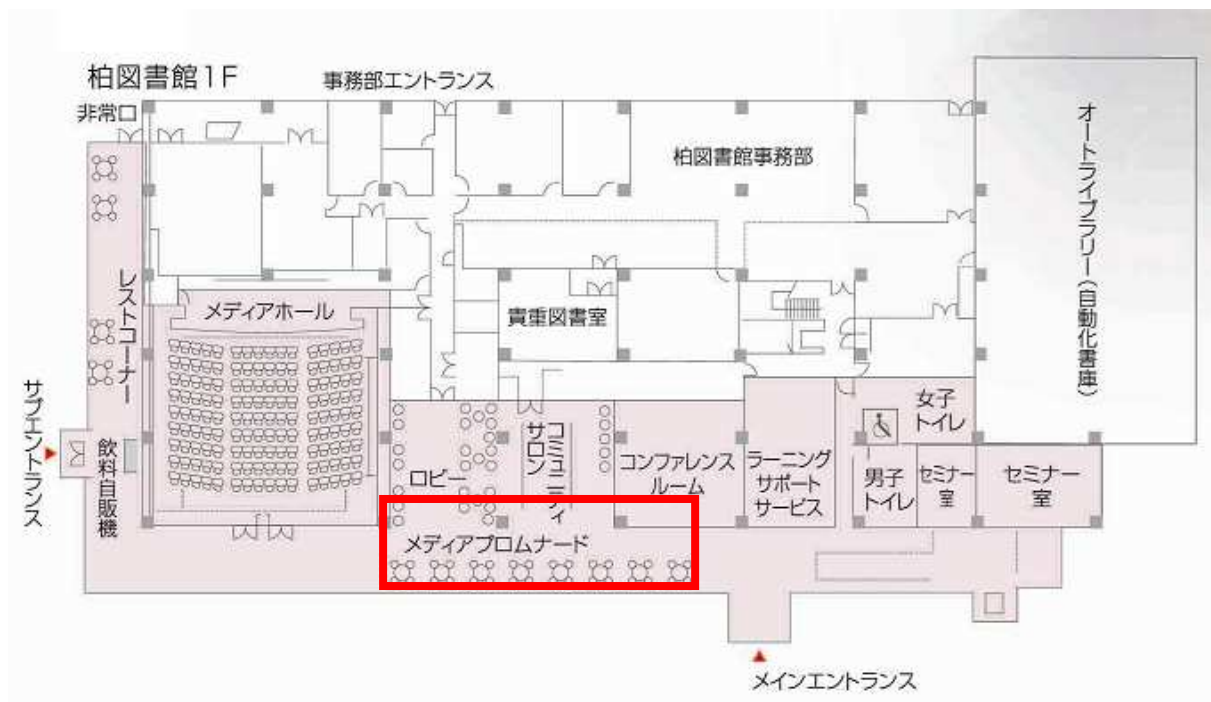 柏図書館1F
事務部エントランス
非常口
柏図書館事務部
オートライブラリー(自動化書庫)
レストコーナー
メディアホール
貴重図書室
サブエントランス
飲料自販機
ロビー
コミュニティ
サロン
コンファレンス
ルーム
ラーニング
サポート
サービス
女子
トイレ
男子
トイレ
セミナー
室
セミナー
室
メディアプロムナード
メインエントランス